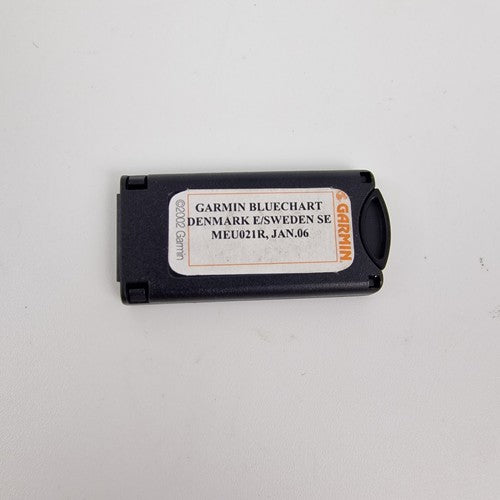 GARMIN BLUECHART
DENMARK E/SWEDEN SE
MEU021R, JAN.06
GARMIN
©2002 Garmin